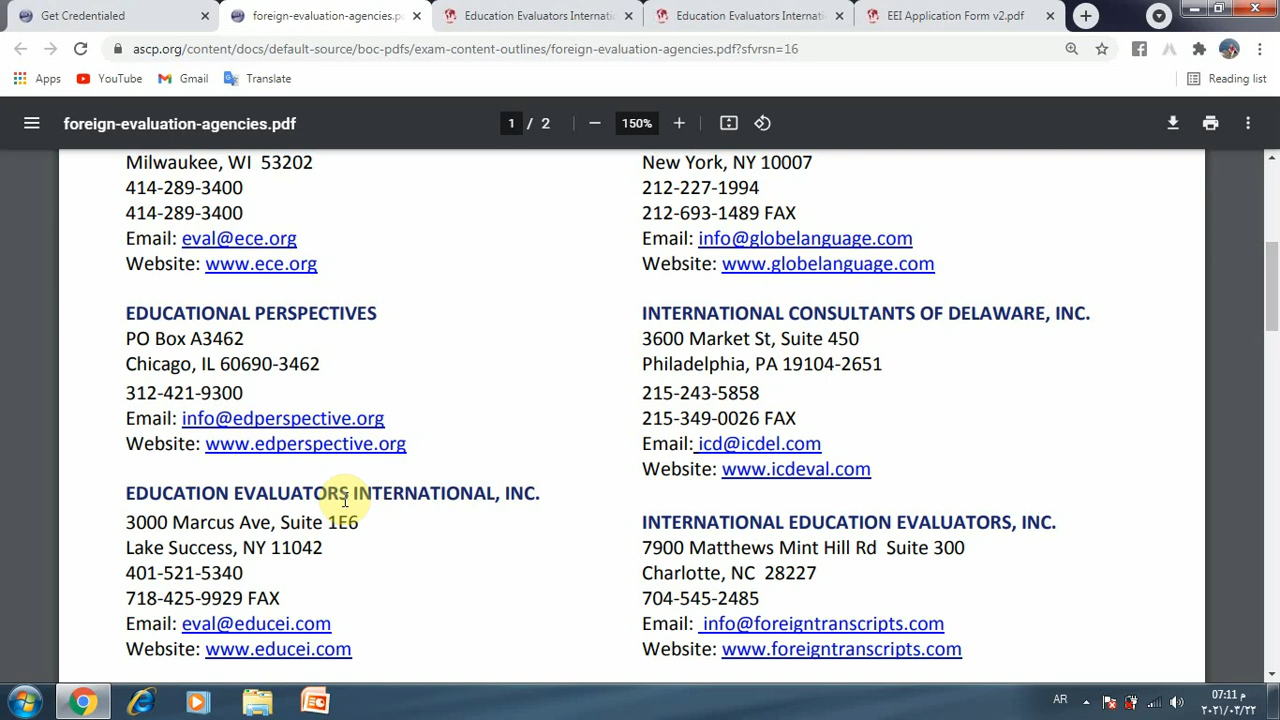 Get Credentialed
foreign-evaluation-agencies.p
Education Evaluators Internati
Education Evaluators Internati
EEI Application Form v2.pdf
ascp.org/content/docs/default-source/boc-pdfs/exam-content-outlines/foreign-evaluation-agencies.pdf?sfvrsn=16
Apps
YouTube
Gmail
Translate
Reading list
foreign-evaluation-agencies.pdf
1 / 2
150%
Milwaukee, WI 53202
414-289-3400
414-289-3400
Email: eval@ece.org
Website: www.ece.org
EDUCATIONAL PERSPECTIVES
PO Box A3462
Chicago, IL 60690-3462
312-421-9300
Email: info@edperspective.org
Website: www.edperspective.org
EDUCATION EVALUATORS INTERNATIONAL, INC.
3000 Marcus Ave, Suite 1E6
Lake Success, NY 11042
401-521-5340
718-425-9929 FAX
Email: eval@educei.com
Website: www.educei.com
New York, NY 10007
212-227-1994
212-693-1489 FAX
Email: info@globelanguage.com
Website: www.globelanguage.com
INTERNATIONAL CONSULTANTS OF DELAWARE, INC.
3600 Market St, Suite 450
Philadelphia, PA 19104-2651
215-243-5858
215-349-0026 FAX
Email: icd@icdel.com
Website: www.icdeval.com
INTERNATIONAL EDUCATION EVALUATORS, INC.
7900 Matthews Mint Hill Rd Suite 300
Charlotte, NC 28227
704-545-2485
Email: info@foreigntranscripts.com
Website: www.foreigntranscripts.com
AR
07:11 م
٢٠٢١/٠٣/٢٢